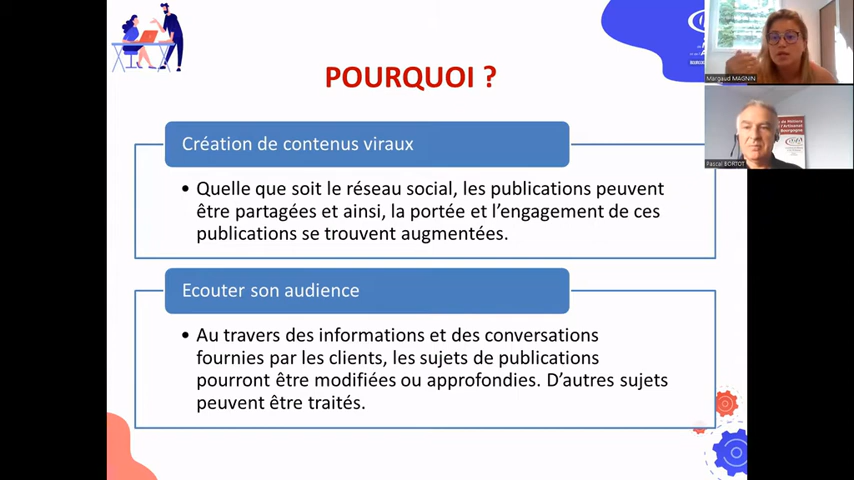 POURQUOI ?
Création de contenus viraux
• Quelle que soit le réseau social, les publications peuvent
être partagées et ainsi, la portée et l'engagement de ces
publications se trouvent augmentées.
Ecouter son audience
• Au travers des informations et des conversations
fournies par les clients, les sujets de publications
pourront être modifiées ou approfondies. D'autres sujets
peuvent être traités.
Margaud MAGNIN
Pascal BORTOT